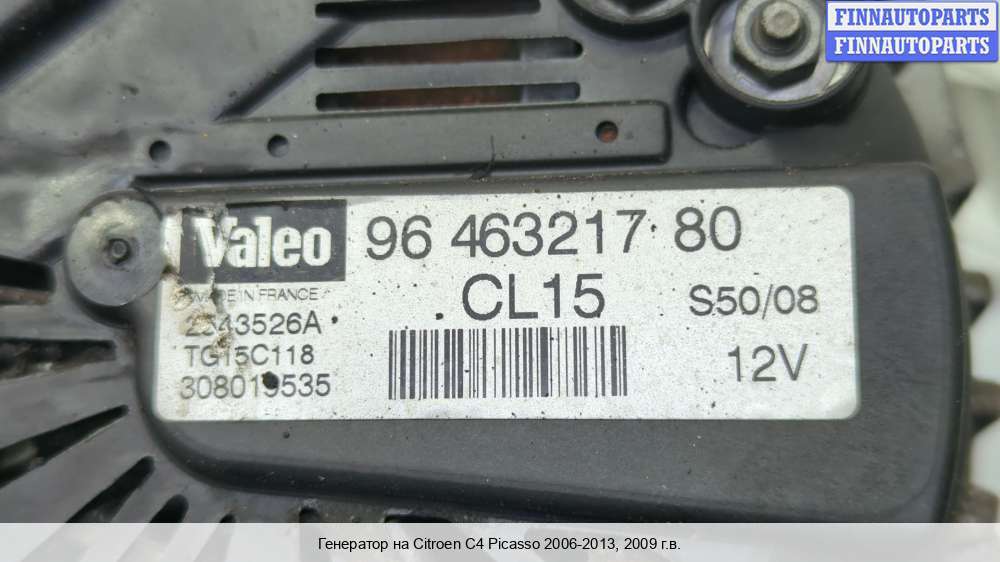 FINNAUTOPARTS
FINNAUTOPARTS
Valeo
96 463217 80
MADE IN FRANCE
CL15
S50/08
2543526A
TG15C118
12V
308019535
Генератор на Citroen C4 Picasso 2006-2013, 2009 г.в.